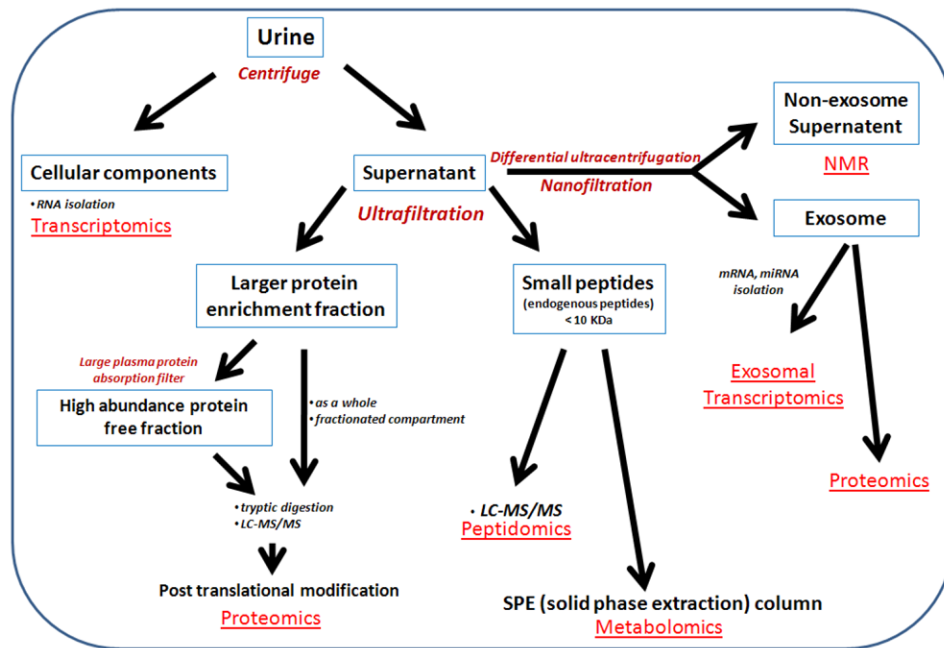 Urine
Centrifuge
Non-exosome
Supernatent
NMR
Cellular components
• RNA isolation
Transcriptomics
Supernatant
Ultrafiltration
Differential ultracentrifugation
Nanofiltration
Exosome
mRNA, miRNA
isolation
Exosomal
Transcriptomics
Proteomics
Larger protein
enrichment fraction
Small peptides
(endogenous peptides)
< 10 KDa
Large plasma protein
absorption filter
High abundance protein
free fraction
• as a whole
• fractionated compartment
• tryptic digestion
• LC-MS/MS
Post translational modification
Proteomics
• LC-MS/MS
Peptidomics
SPE (solid phase extraction) column
Metabolomics